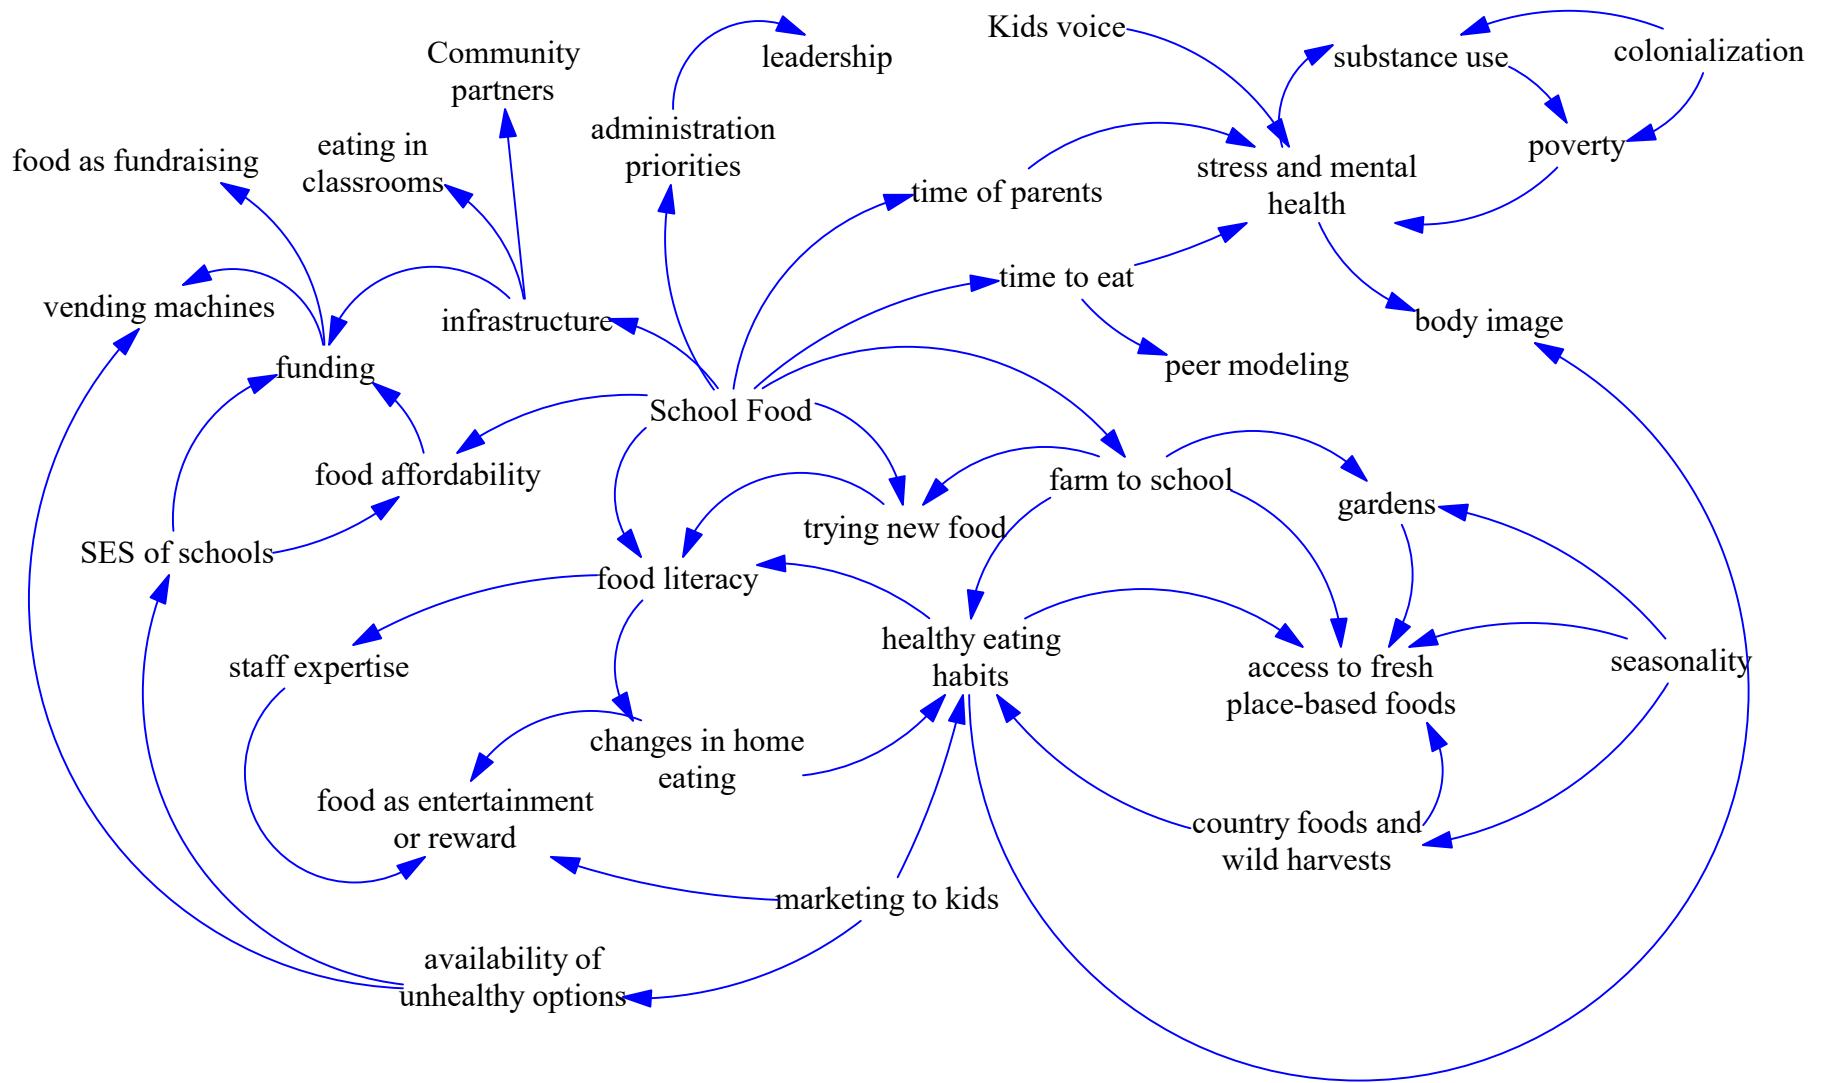 Kids voice
leadership
substance use
colonialization
Community
partners
administration
priorities
eating in
classrooms
food as fundraising
poverty
stress and mental
health
time of parents
time to eat
vending machines
infrastructure
body image
peer modeling
funding
School Food
food affordability
farm to school
gardens
trying new food
SES of schools
food literacy
healthy eating
habits
staff expertise
access to fresh
place-based foods
seasonality
changes in home
eating
food as entertainment
or reward
country foods and
wild harvests
marketing to kids
availability of
unhealthy options